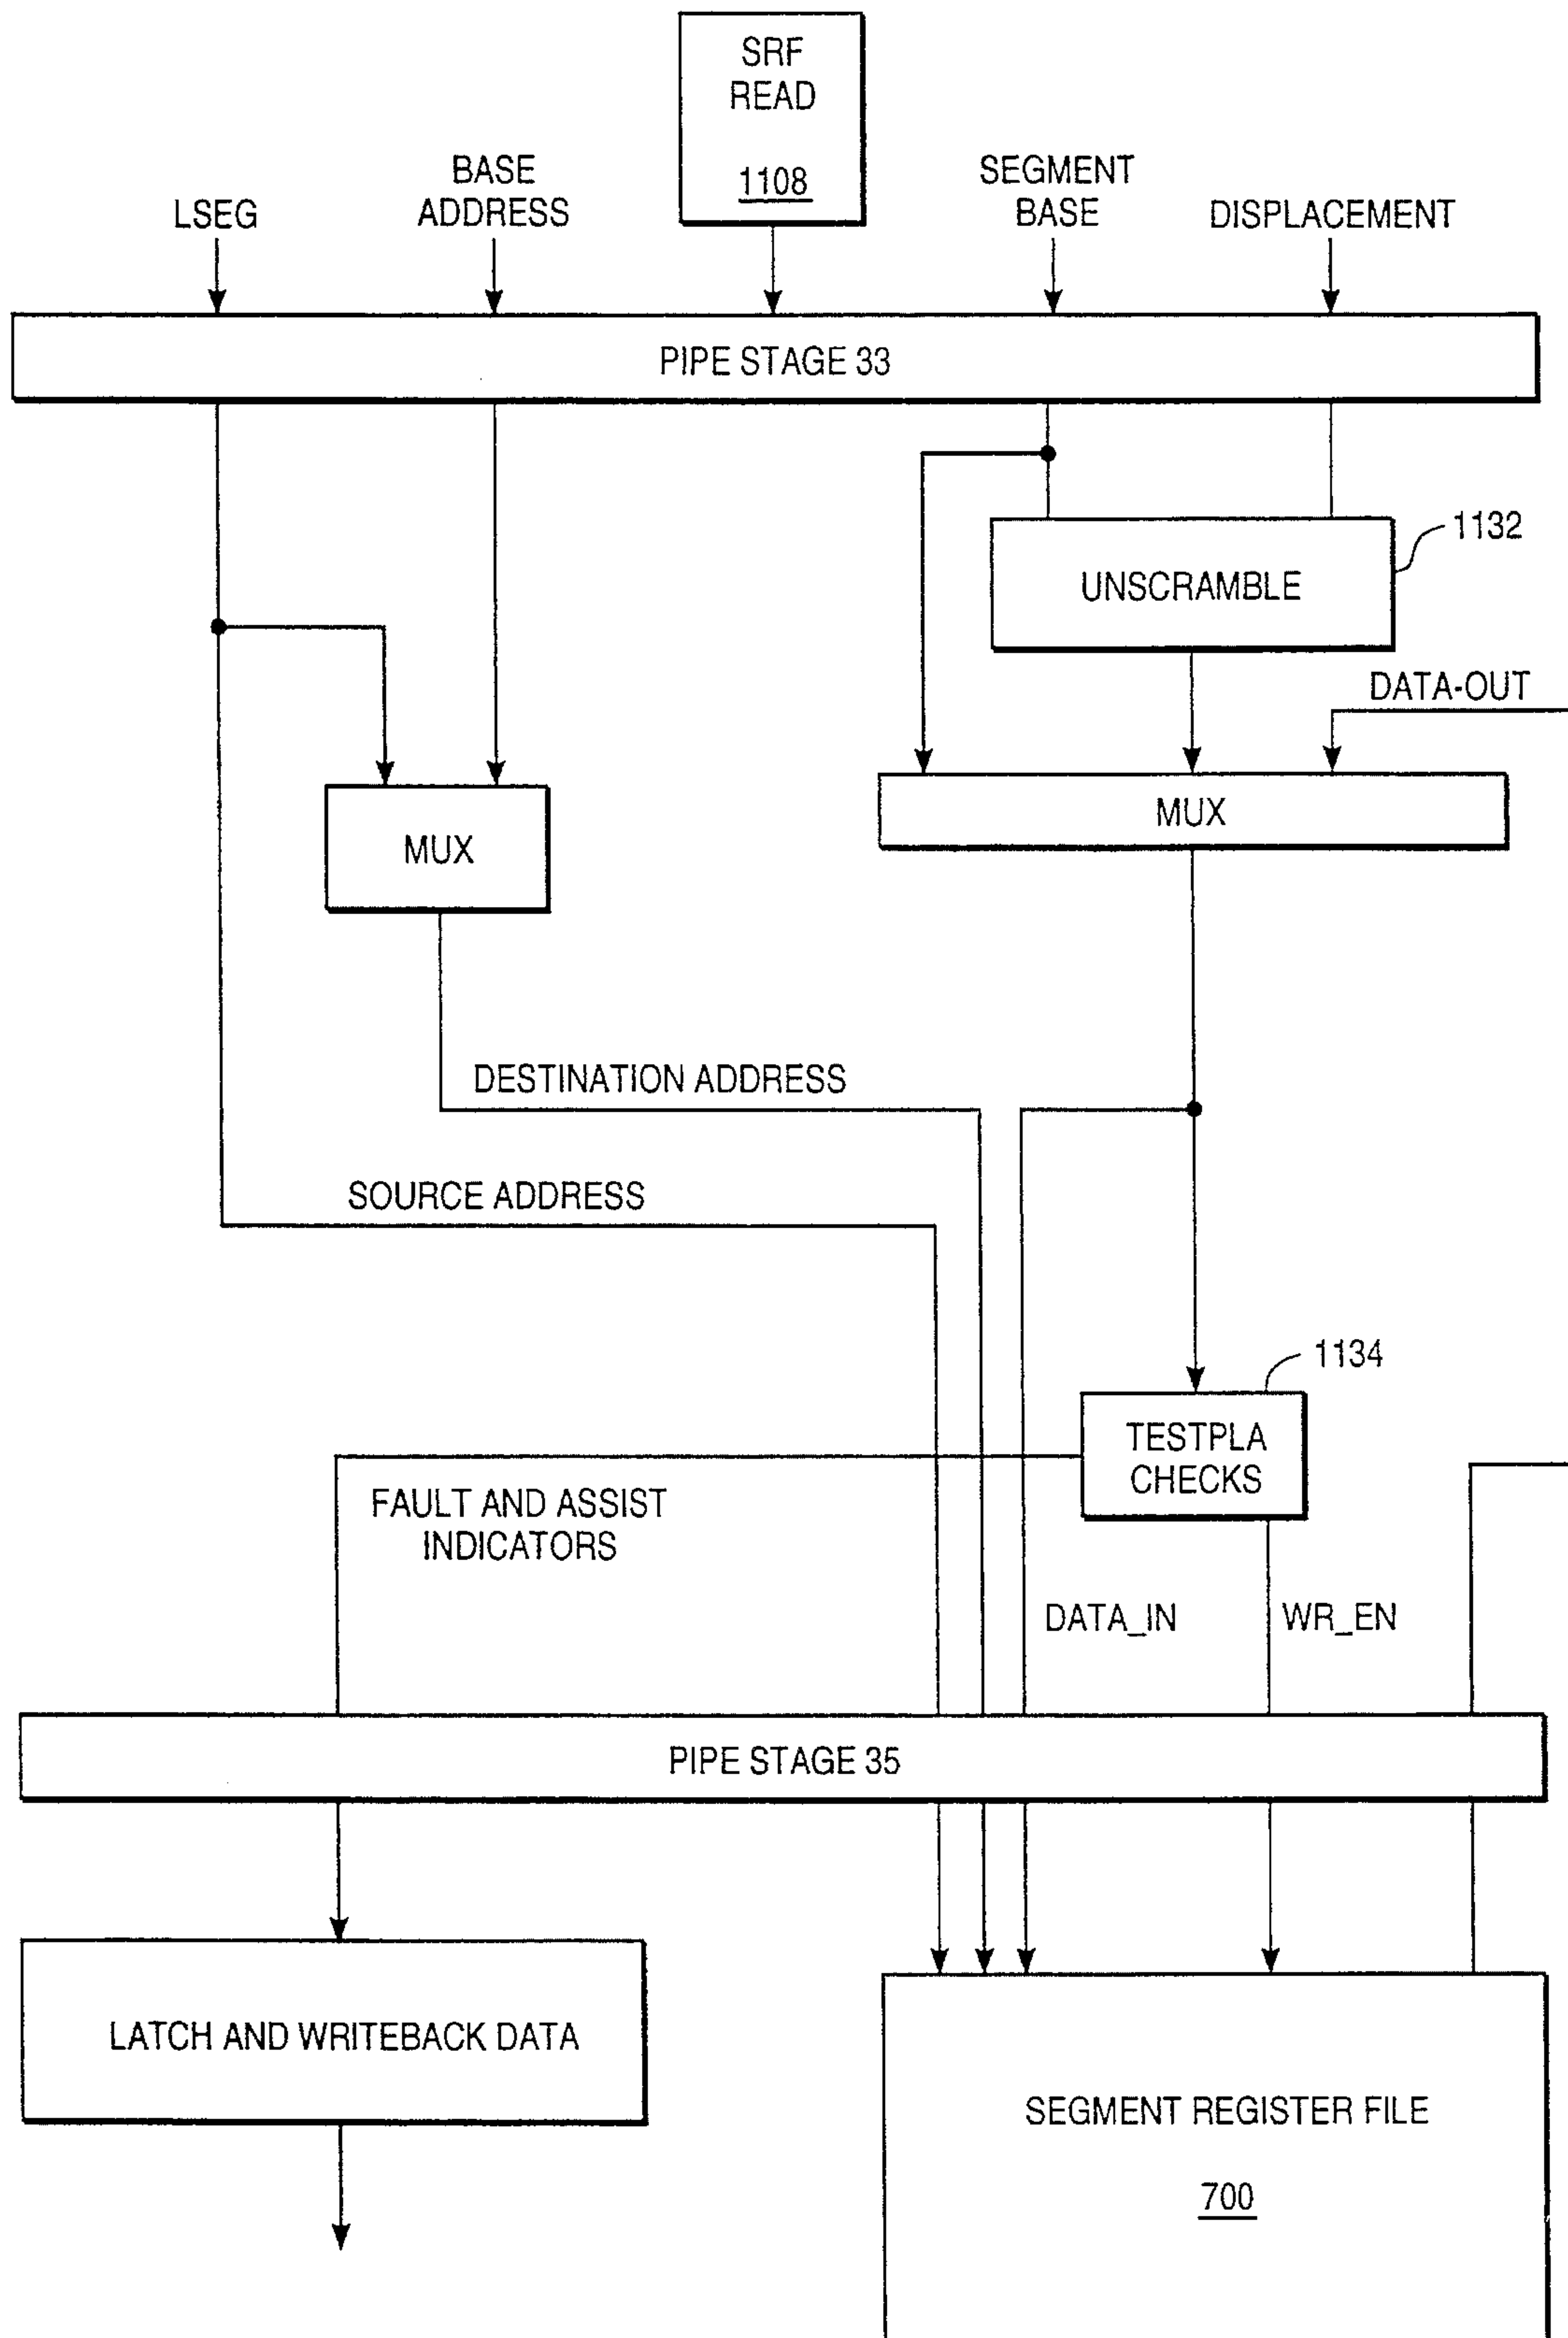 SRF
READ
1108
LSEG
BASE
ADDRESS
SEGMENT
BASE
DISPLACEMENT
PIPE STAGE 33
1132
UNSCRAMBLE
DATA-OUT
MUX
MUX
DESTINATION ADDRESS
SOURCE ADDRESS
1134
TESTPLA
CHECKS
FAULT AND ASSIST
INDICATORS
DATA_IN
WR_EN
PIPE STAGE 35
LATCH AND WRITEBACK DATA
SEGMENT REGISTER FILE
700